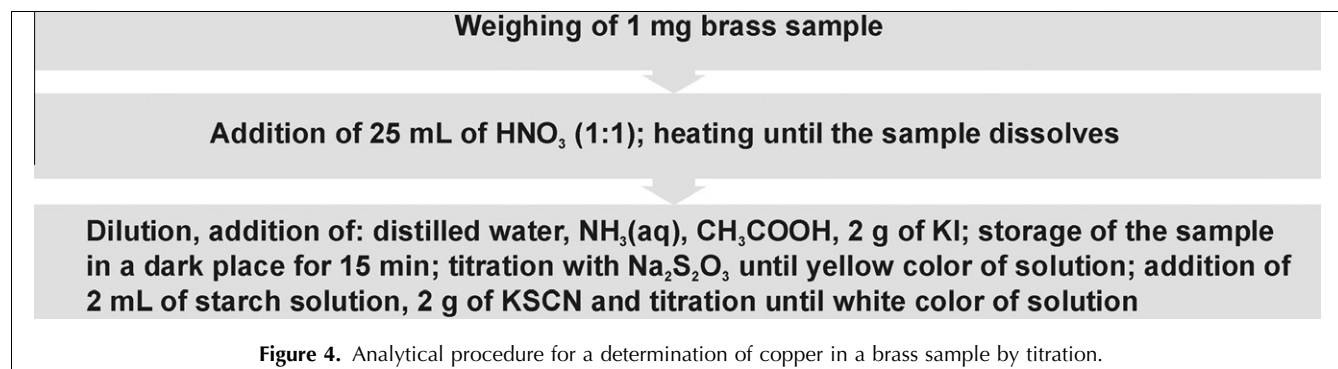 Weighing of 1 mg brass sample
Addition of 25 mL of HNO₃ (1:1); heating until the sample dissolves
Dilution, addition of: distilled water, NH₃(aq), CH₃COOH, 2 g of KI; storage of the sample
in a dark place for 15 min; titration with Na₂S₂O₃ until yellow color of solution; addition of
2 mL of starch solution, 2 g of KSCN and titration until white color of solution
Figure 4. Analytical procedure for a determination of copper in a brass sample by titration.